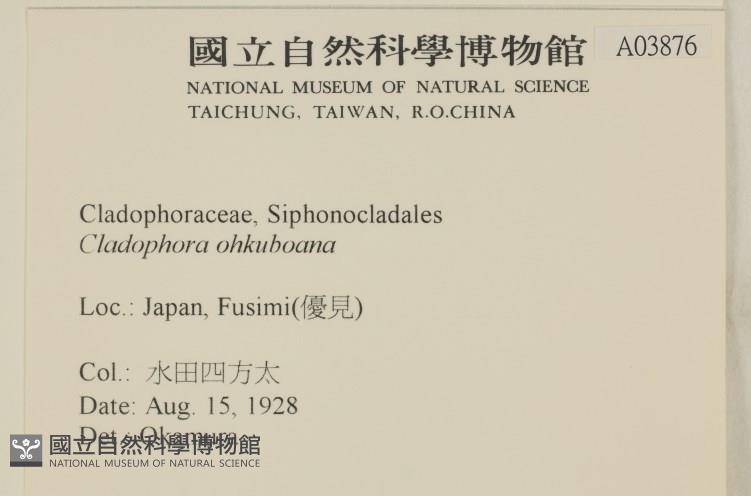 國立自然科學博物館 A03876
NATIONAL MUSEUM OF NATURAL SCIENCE
TAICHUNG, TAIWAN, R.O.CHINA
Cladophoraceae, Siphonocladales
Cladophora ohkuboana
Loc.: Japan, Fusimi(優見)
Col.: 水田四方太
Date: Aug. 15, 1928
Det.: Okamura
國立自然科學博物館
NATIONAL MUSEUM OF NATURAL SCIENCE